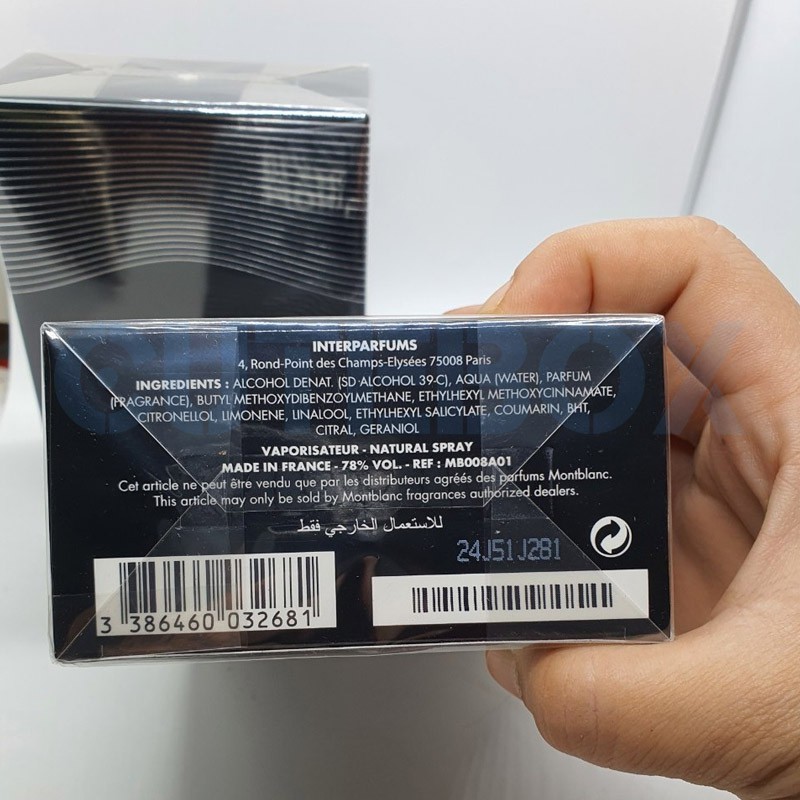 INTERPARFUMS
4, Rond-Point des Champs-Elysées 75008 Paris
INGREDIENTS : ALCOHOL DENAT. (SD ALCOHOL 39-C), AQUA (WATER), PARFUM
(FRAGRANCE), BUTYL METHOXYDIBENZOYLMETHANE, ETHYLHEXYL METHOXYCINNAMATE,
CITRONELLOL, LIMONENE, LINALOOL, ETHYLHEXYL SALICYLATE, COUMARIN, BHT,
CITRAL, GERANIOL
VAPORISATEUR - NATURAL SPRAY
MADE IN FRANCE - 78% VOL. - REF : MB008A01
Cet article ne peut être vendu que par les distributeurs agréés des parfums Montblanc.
This article may only be sold by Montblanc fragrances authorized dealers.
للاستعمال الخارجي فقط
24J51J281
3 386460 032681